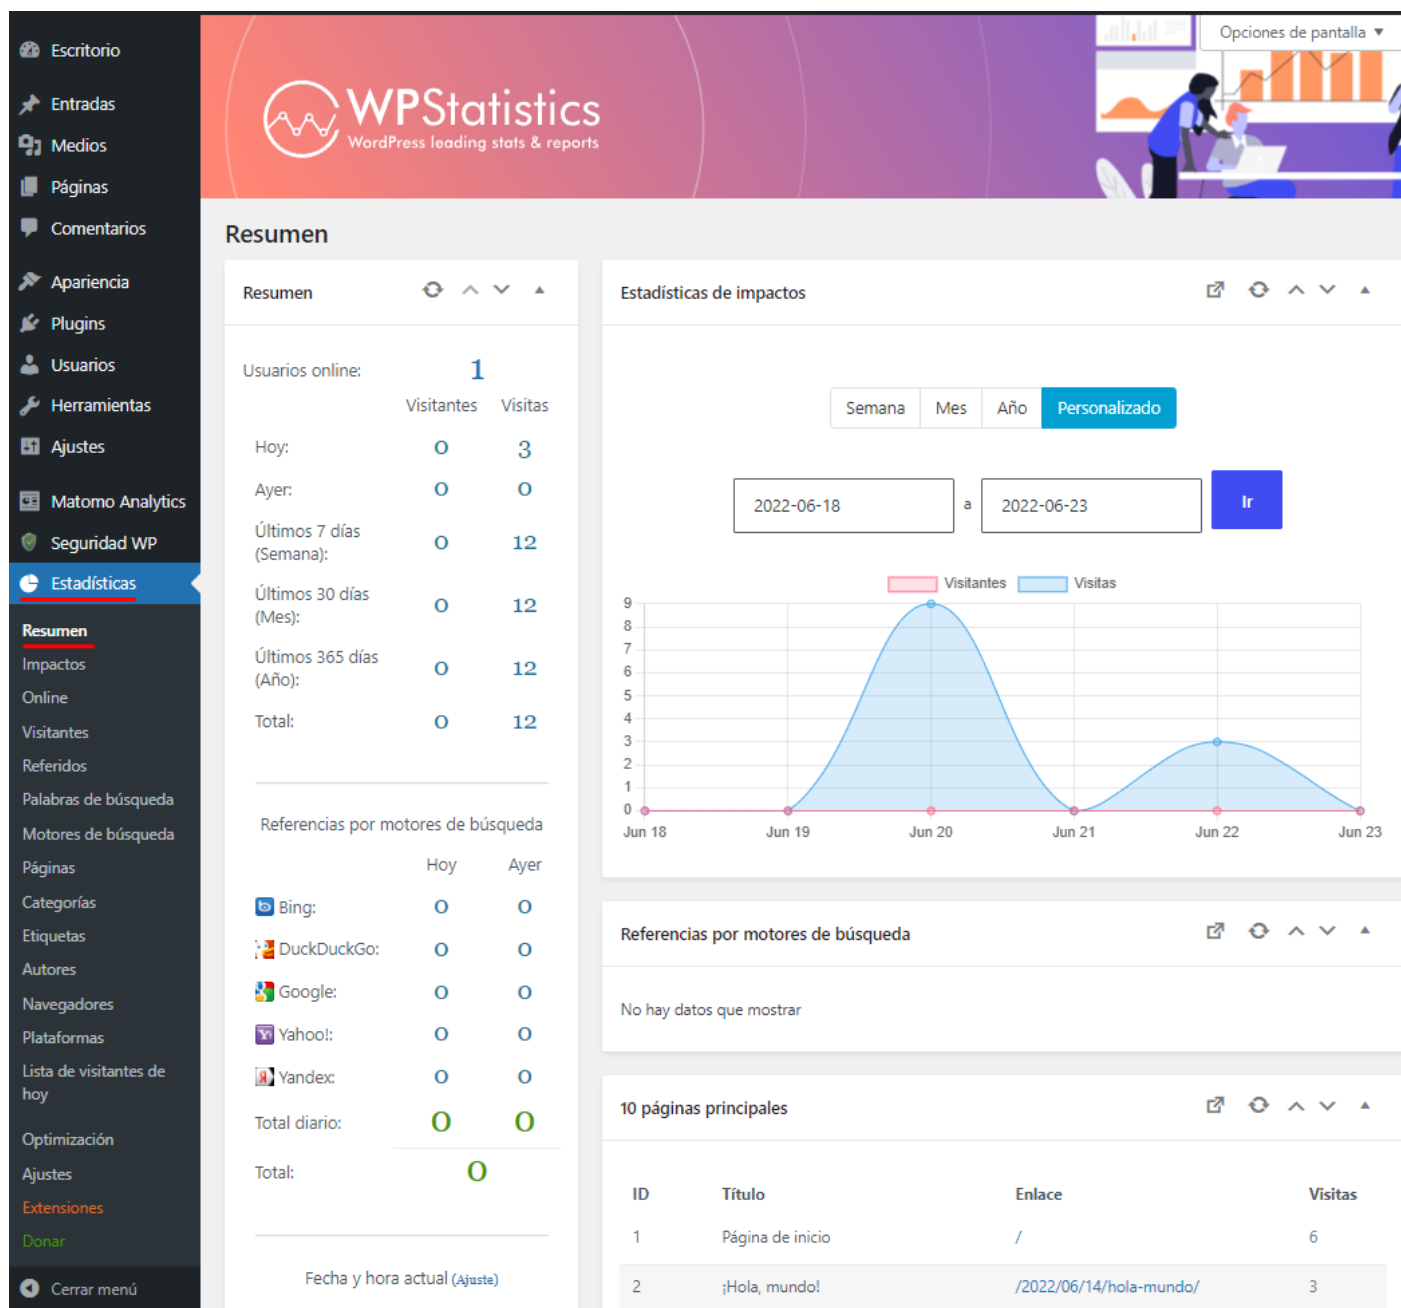 Opciones de pantalla ▼
WPStatistics
WordPress leading stats & reports
Escritorio
Entradas
Medios
Páginas
Comentarios
Apariencia
Plugins
Usuarios
Herramientas
Ajustes
Matomo Analytics
Seguridad WP
Estadísticas
Resumen
Impactos
Online
Visitantes
Referidos
Palabras de búsqueda
Motores de búsqueda
Páginas
Categorías
Etiquetas
Autores
Navegadores
Plataformas
Lista de visitantes de
hoy
Optimización
Ajustes
Extensiones
Donar
Cerrar menú
Resumen
Resumen
Usuarios online: 1
Visitantes Visitas
Hoy: 0 3
Ayer: 0 0
Últimos 7 días
(Semana): 0 12
Últimos 30 días
(Mes): 0 12
Últimos 365 días
(Año): 0 12
Total: 0 12
Referencias por motores de búsqueda
Hoy Ayer
Bing: 0 0
DuckDuckGo: 0 0
Google: 0 0
Yahoo!: 0 0
Yandex: 0 0
Total diario: 0 0
Total: 0
Fecha y hora actual (Ajuste)
Estadísticas de impactos
Semana Mes Año Personalizado
2022-06-18 a 2022-06-23 Ir
Visitantes Visitas
9
8
7
6
5
4
3
2
1
0
Jun 18 Jun 19 Jun 20 Jun 21 Jun 22 Jun 23
Referencias por motores de búsqueda
No hay datos que mostrar
10 páginas principales
ID Título Enlace Visitas
1 Página de inicio / 6
2 ¡Hola, mundo! /2022/06/14/hola-mundo/ 3